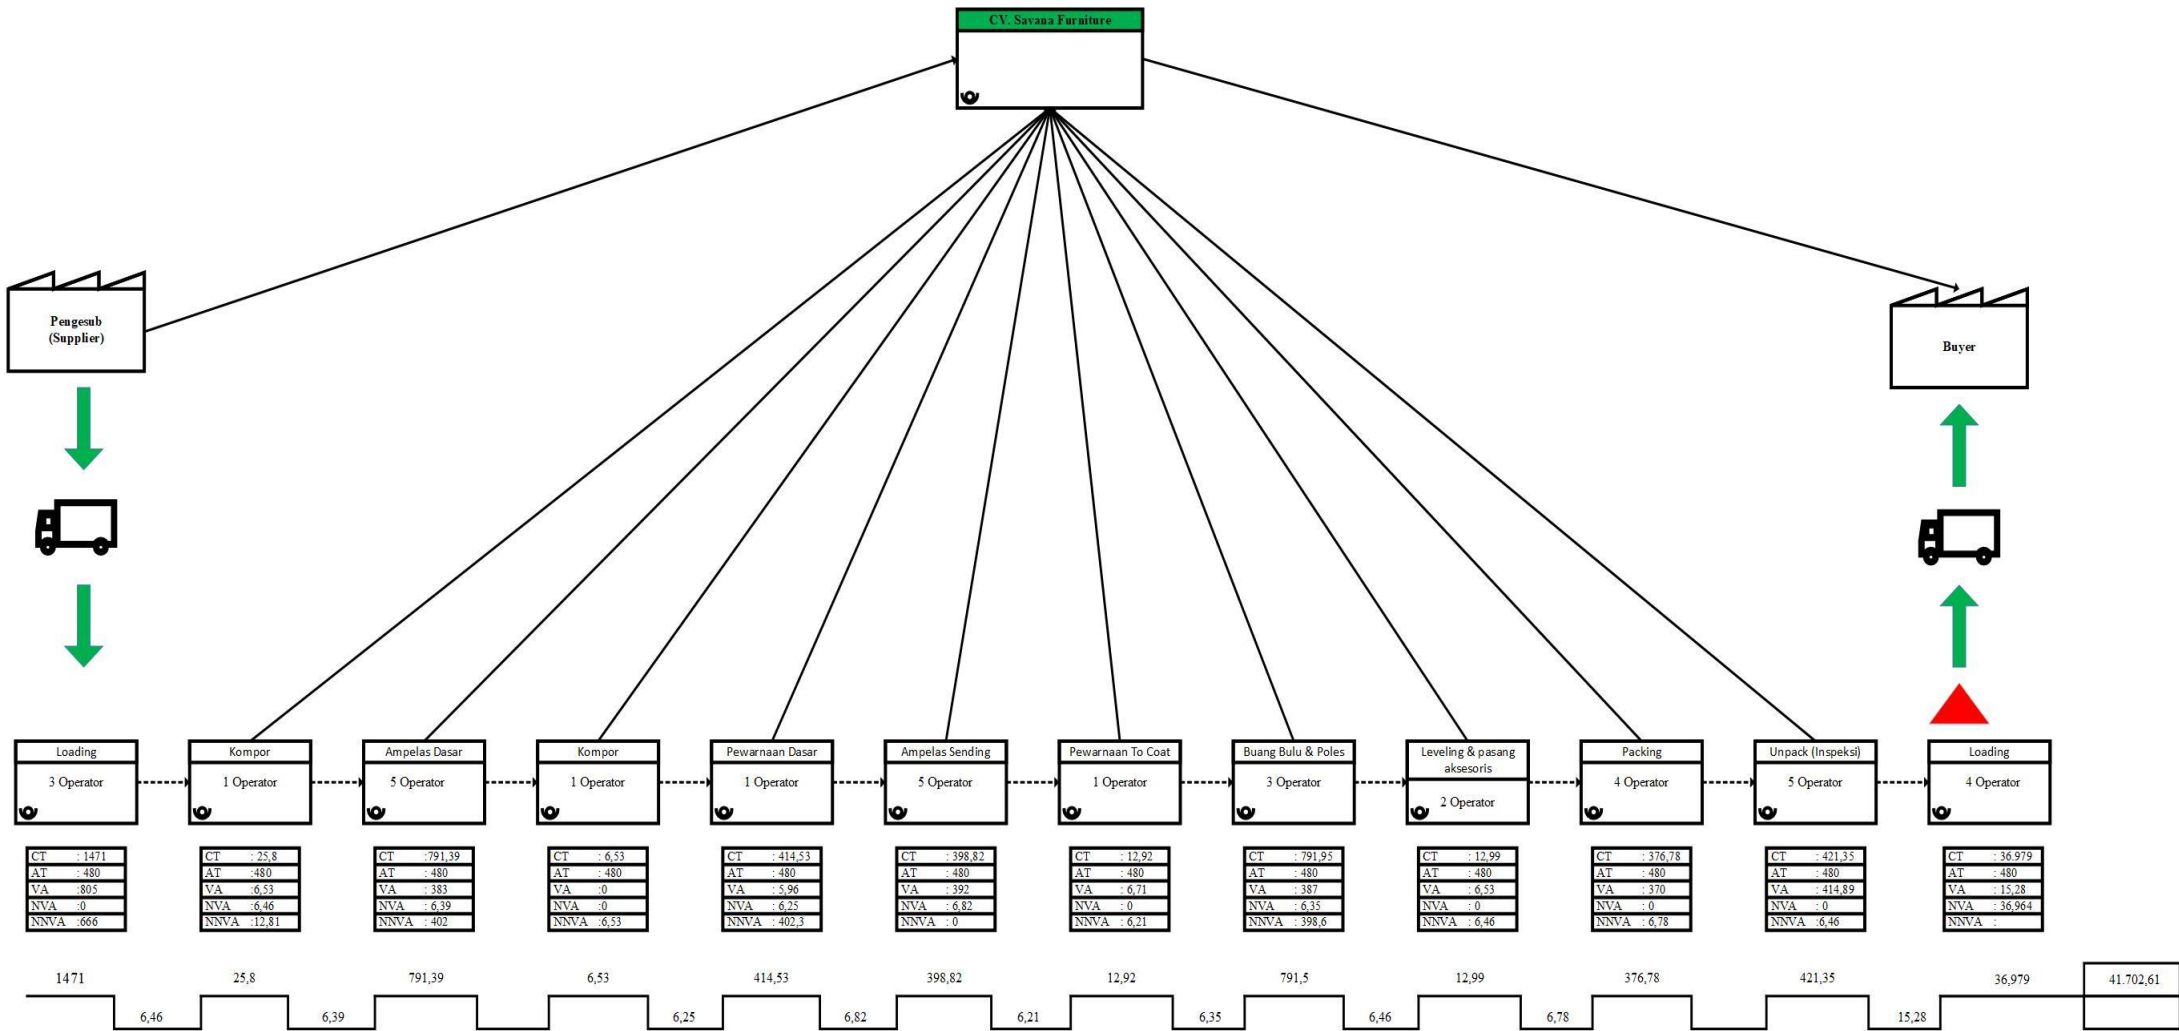 CV. Savana Furniture
Pengesub
(Supplier)
Buyer
Loading
3 Operator
Kompor
1 Operator
Ampelas Dasar
5 Operator
Kompor
1 Operator
Pewarnaan Dasar
1 Operator
Ampelas Sending
5 Operator
Pewarnaan To Coat
1 Operator
Buang Bulu & Poles
3 Operator
Leveling & pasang
aksesoris
2 Operator
Packing
4 Operator
Unpack (Inspeksi)
5 Operator
Loading
4 Operator
CT : 1471
AT : 480
VA :805
NVA :0
NNVA :666
CT : 25,8
AT :480
VA :6,53
NVA :6,46
NNVA :12,81
CT :791,39
AT : 480
VA : 383
NVA : 6,39
NNVA : 402
CT : 6,53
AT : 480
VA :0
NVA :0
NNVA :6,53
CT : 414,53
AT : 480
VA : 5,96
NVA : 6,25
NNVA : 402,3
CT : 398,82
AT : 480
VA : 392
NVA : 6,82
NNVA : 0
CT : 12,92
AT : 480
VA : 6,71
NVA : 0
NNVA : 6,21
CT : 791,95
AT : 480
VA : 387
NVA : 6,35
NNVA : 398,6
CT : 12,99
AT : 480
VA : 6,53
NVA : 0
NNVA : 6,46
CT : 376,78
AT : 480
VA : 370
NVA : 0
NNVA : 6,78
CT : 421,35
AT : 480
VA : 414,89
NVA : 0
NNVA : 6,46
CT : 36.979
AT : 480
VA : 15,28
NVA : 36,964
NNVA :
1471 25,8 791,39 6,53 414,53 398,82 12,92 791,5 12,99 376,78 421,35 36,979 41.702,61
6,46 6,39 6,25 6,82 6,21 6,35 6,46 6,78 15,28